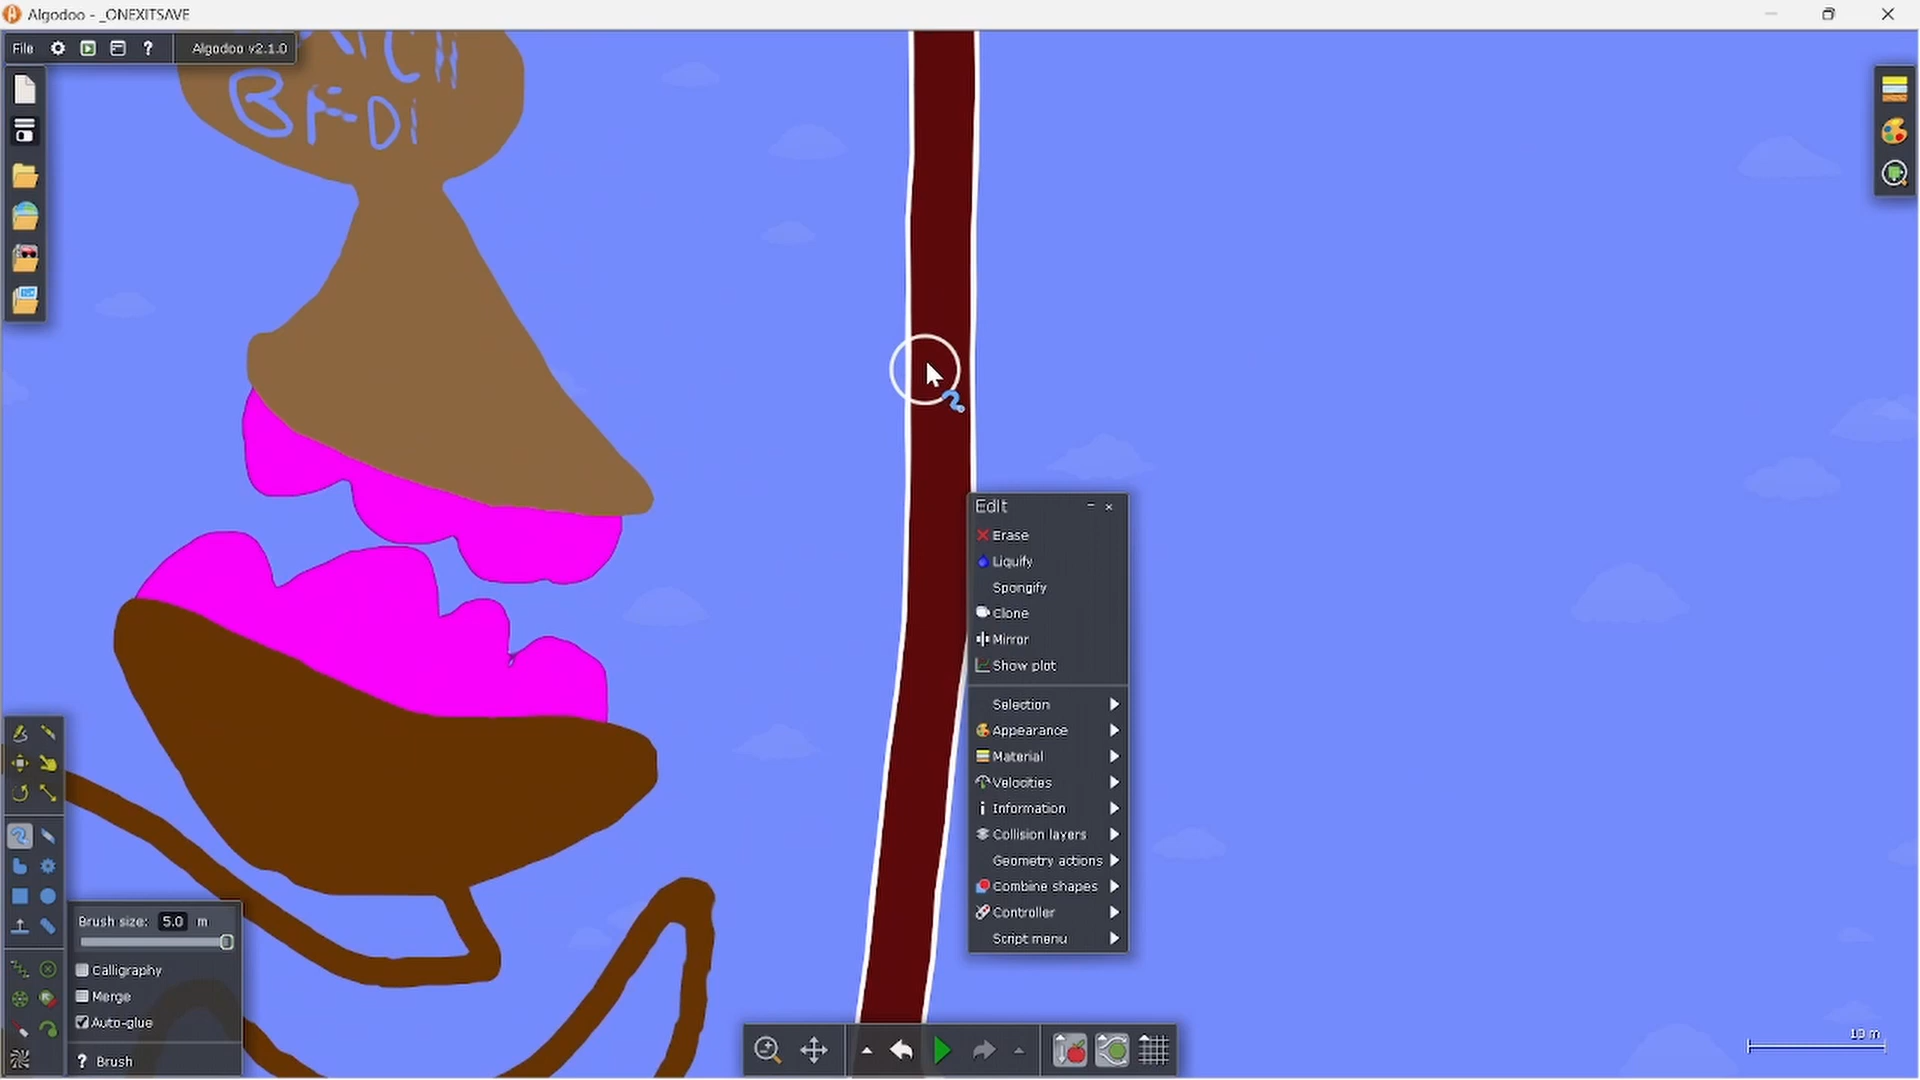 Algodoo - _ONEXITSAVE
File
?
Algodoo v2.1.0
BFDI
Edit
Erase
Liquify
Spongify
Clone
Mirror
Show plot
Selection
Appearance
Material
Velocities
Information
Collision layers
Geometry actions
Combine shapes
Controller
Script menu
Brush size: 5.0 m
Calligraphy
Merge
Auto-glue
? Brush
10 m